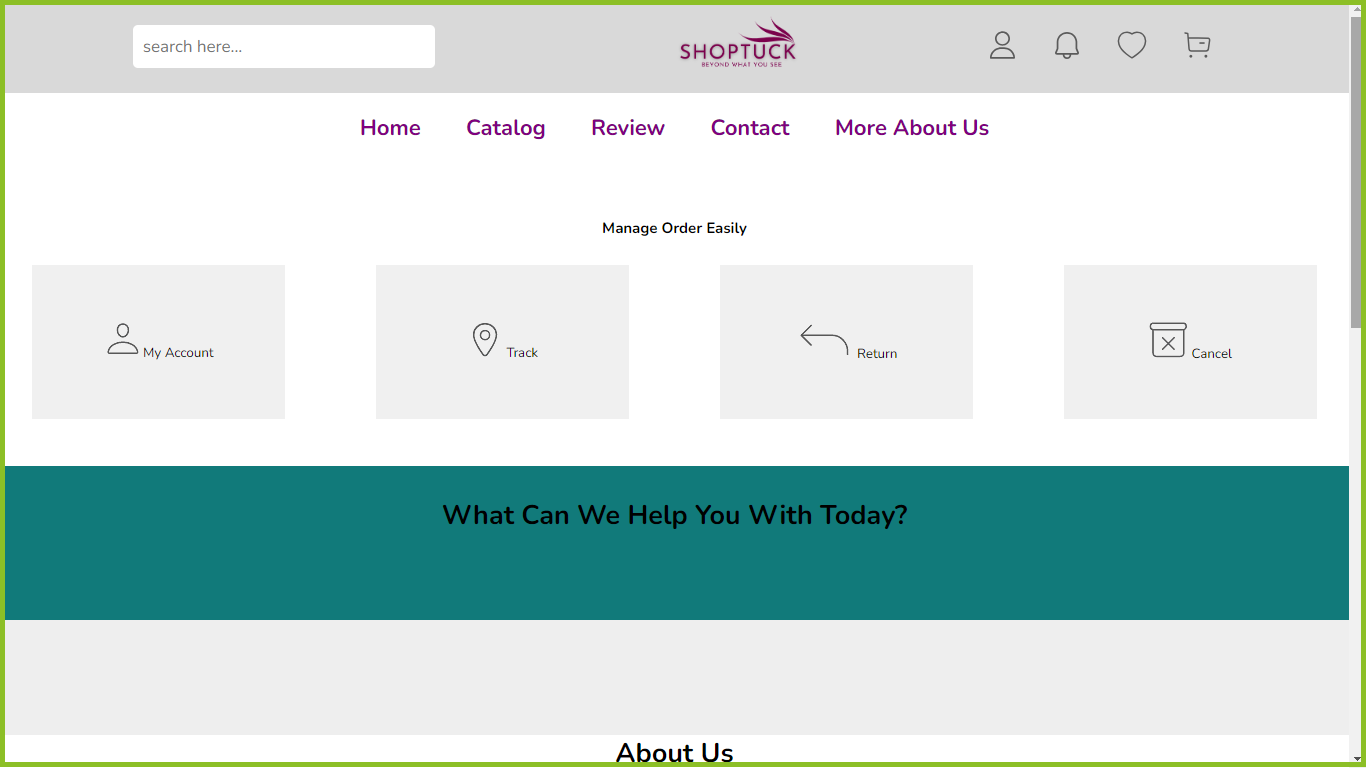 search here...
SHOPTUCK
BEYOND WHAT YOU SEE
Home Catalog Review Contact More About Us
Manage Order Easily
My Account Track Return Cancel
What Can We Help You With Today?
About Us